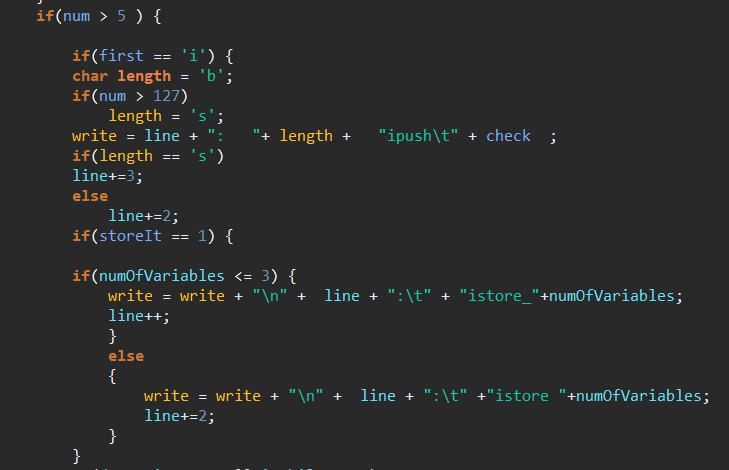 if(num > 5 ) {
if(first == 'i') {
char length = 'b';
if(num > 127)
length = 's';
write = line + ":   "+ length +   "ipush\t" + check  ;
if(length == 's')
line+=3;
else
line+=2;
if(storeIt == 1) {
if(numOfVariables <= 3) {
write = write + "\n" +  line + ":\t" + "istore_"+numOfVariables;
line++;
}
else
{
write = write + "\n" +  line + ":\t" +"istore "+numOfVariables;
line+=2;
}
}